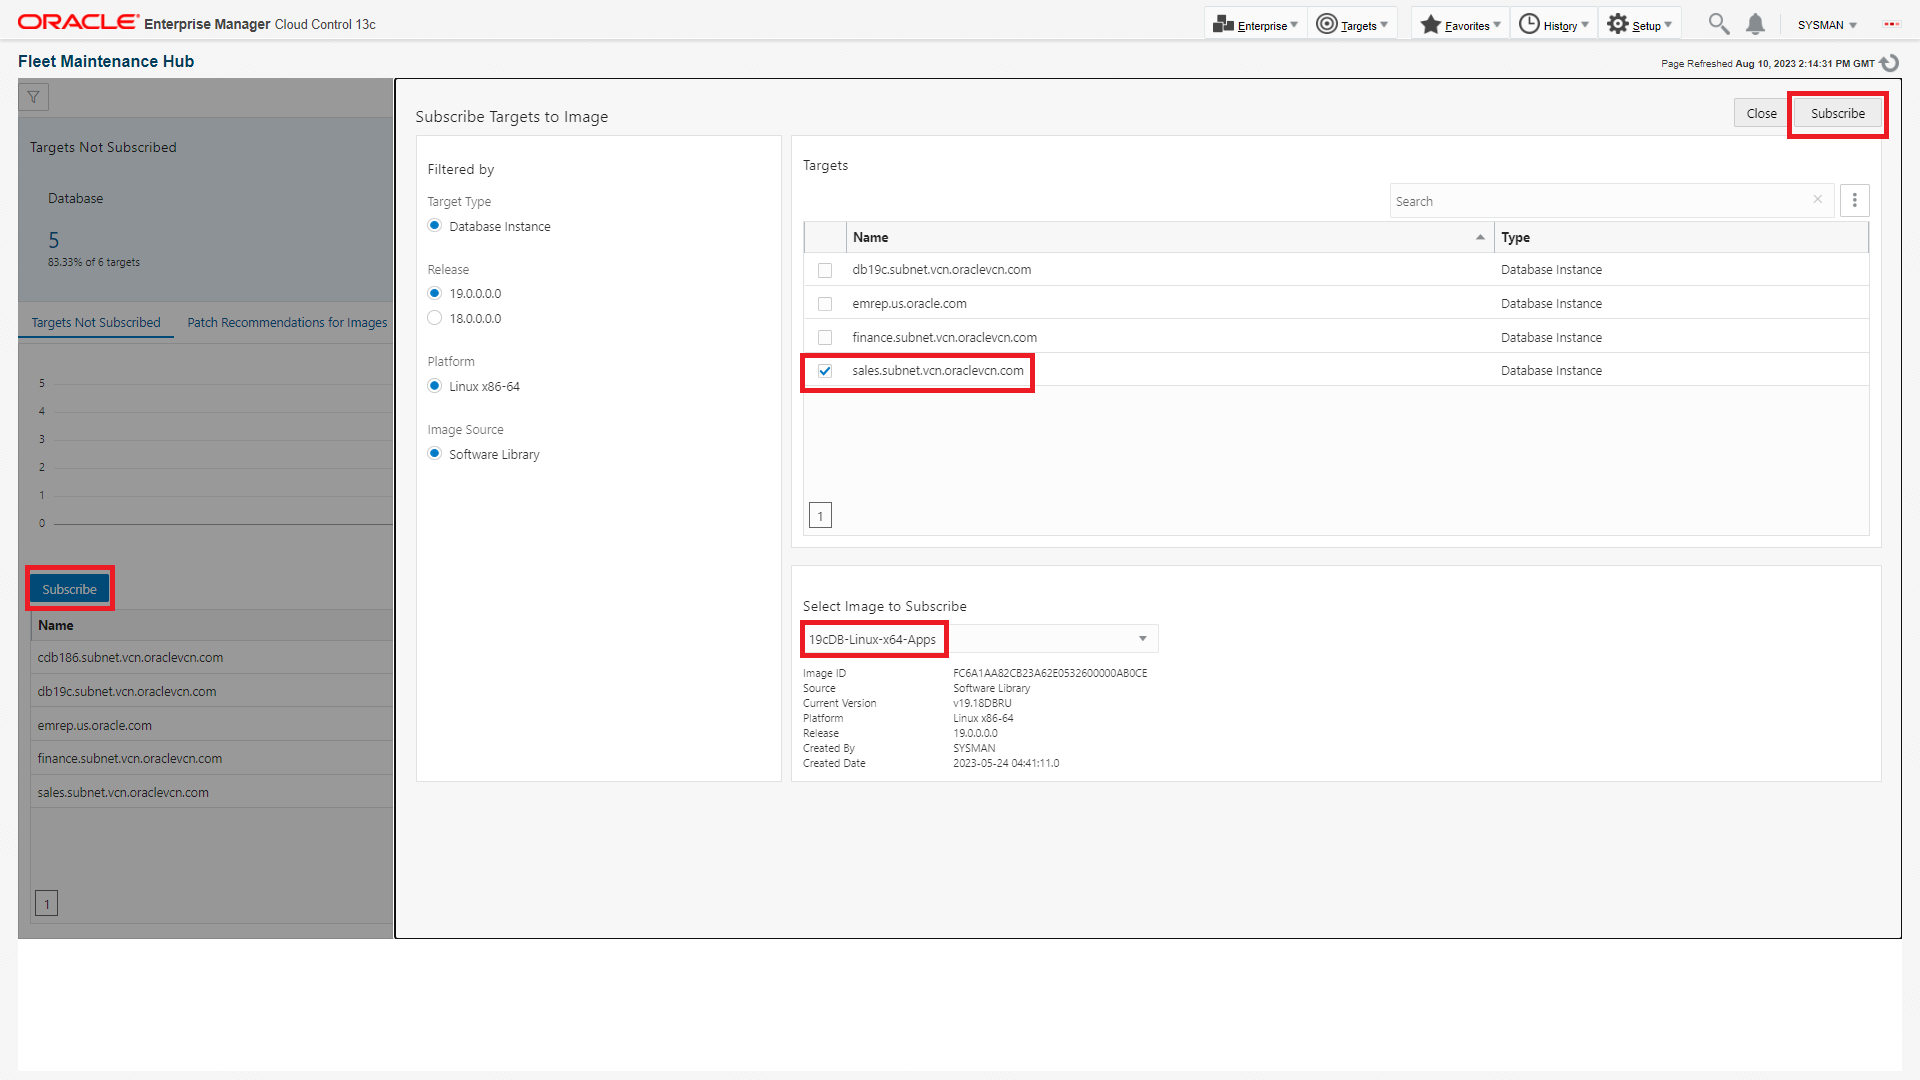 ORACLE® Enterprise Manager Cloud Control 13c
Enterprise
Targets
Favorites
History
Setup
SYSMAN
Fleet Maintenance Hub
Page Refreshed Aug 10, 2023 2:14:31 PM GMT
Targets Not Subscribed
Database
5
83.33% of 6 targets
Targets Not Subscribed
Patch Recommendations for Images
5
4
3
2
1
0
Subscribe
Name
cdb186.subnet.vcn.oraclevcn.com
db19c.subnet.vcn.oraclevcn.com
emrep.us.oracle.com
finance.subnet.vcn.oraclevcn.com
sales.subnet.vcn.oraclevcn.com
1
Subscribe Targets to Image
Close
Subscribe
Filtered by
Target Type
Database Instance
Release
19.0.0.0.0
18.0.0.0.0
Platform
Linux x86-64
Image Source
Software Library
Targets
Search
Name Type
db19c.subnet.vcn.oraclevcn.com Database Instance
emrep.us.oracle.com Database Instance
finance.subnet.vcn.oraclevcn.com Database Instance
sales.subnet.vcn.oraclevcn.com Database Instance
1
Select Image to Subscribe
19cDB-Linux-x64-Apps
Image ID FC6A1AA82CB23A62E0532600000AB0CE
Source Software Library
Current Version v19.18DBRU
Platform Linux x86-64
Release 19.0.0.0.0
Created By SYSMAN
Created Date 2023-05-24 04:41:11.0